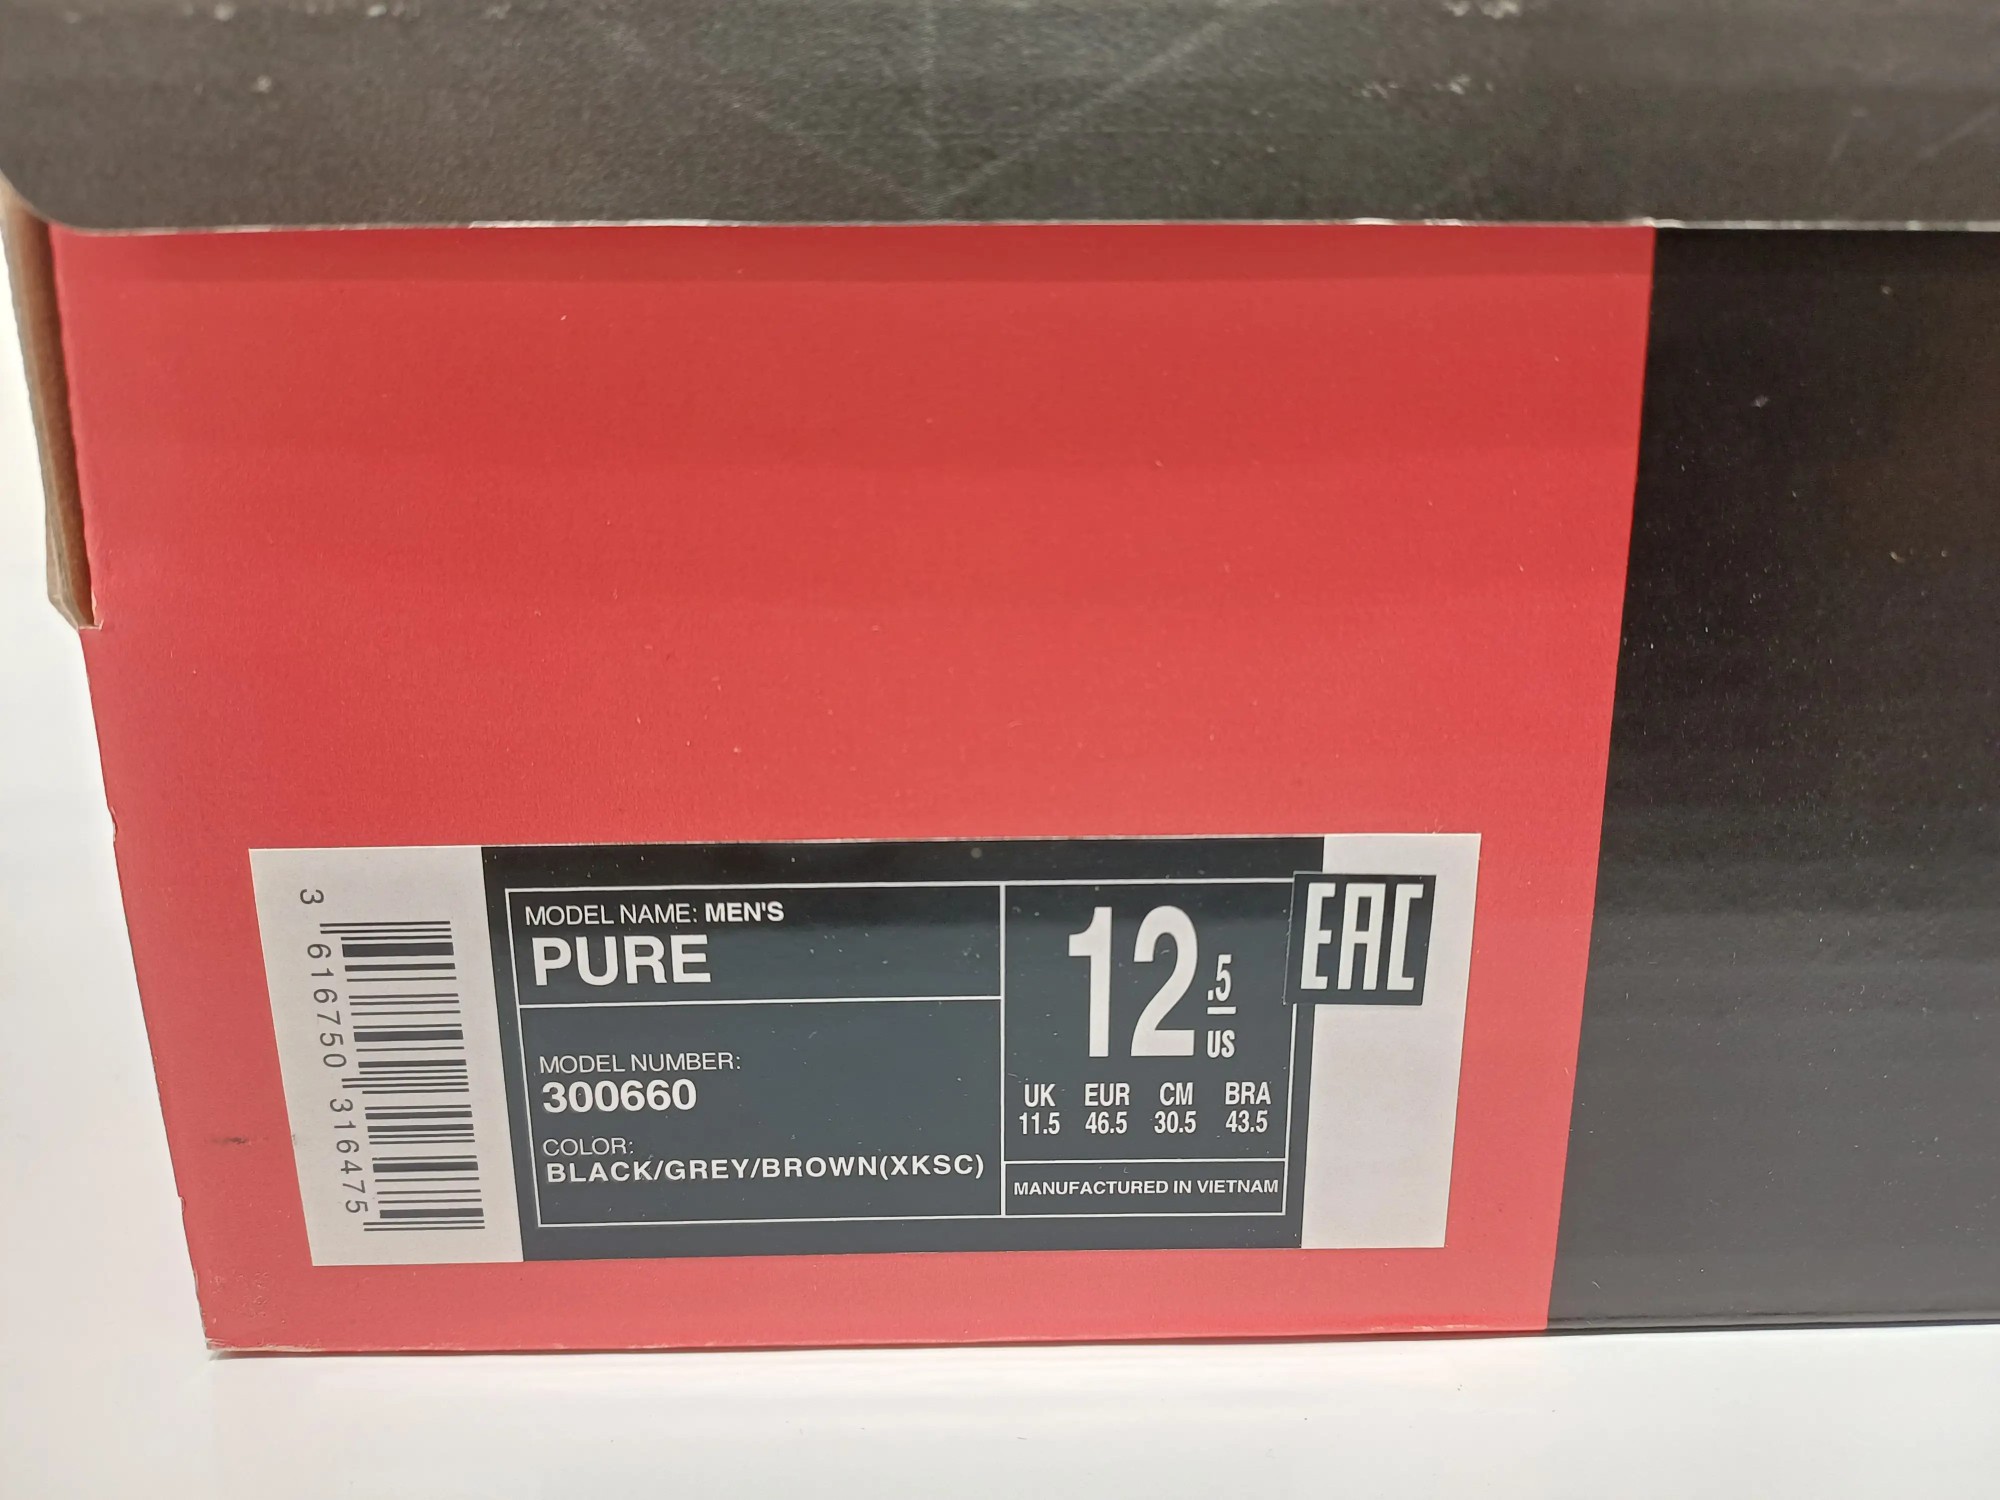 3 616750 316475
MODEL NAME: MEN'S
PURE
MODEL NUMBER:
300660
COLOR:
BLACK/GREY/BROWN(XKSC)
12.5
US
UK EUR CM BRA
11.5 46.5 30.5 43.5
MANUFACTURED IN VIETNAM
EAC